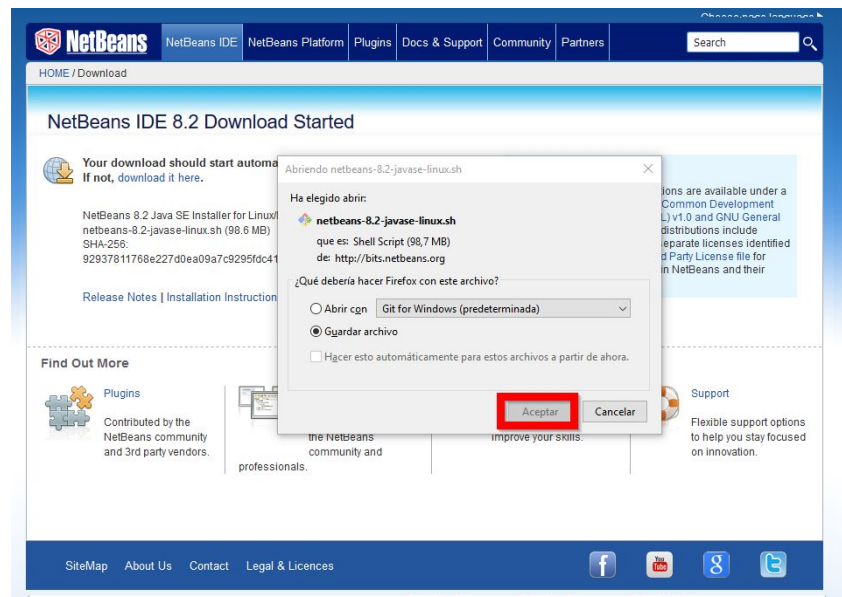 Choose page language
NetBeans
NetBeans IDE
NetBeans Platform
Plugins
Docs & Support
Community
Partners
Search
HOME / Download
NetBeans IDE 8.2 Download Started
Your download should start automa
If not, download it here.
NetBeans 8.2 Java SE Installer for Linux/
netbeans-8.2-javase-linux.sh (98.6 MB)
SHA-256:
Release Notes | Installation Instruction
Abriendo netbeans-8.2-javase-linux.sh
Ha elegido abrir:
netbeans-8.2-javase-linux.sh
que es: Shell Script (98,7 MB)
de: http://bits.netbeans.org
¿Qué debería hacer Firefox con este archivo?
Abrir con
Git for Windows (predeterminada)
Guardar archivo
Hacer esto automáticamente para estos archivos a partir de ahora.
Aceptar
Cancelar
ions are available under a
Common Development
L) v1.0 and GNU General
distributions include
eparate licenses identified
d Party License file for
in NetBeans and their
Find Out More
Plugins
Contributed by the
NetBeans community
and 3rd party vendors.
the NetBeans
community and
professionals.
improve your skills.
Support
Flexible support options
to help you stay focused
on innovation.
SiteMap
About Us
Contact
Legal & Licences
f
You
Tube
8
t